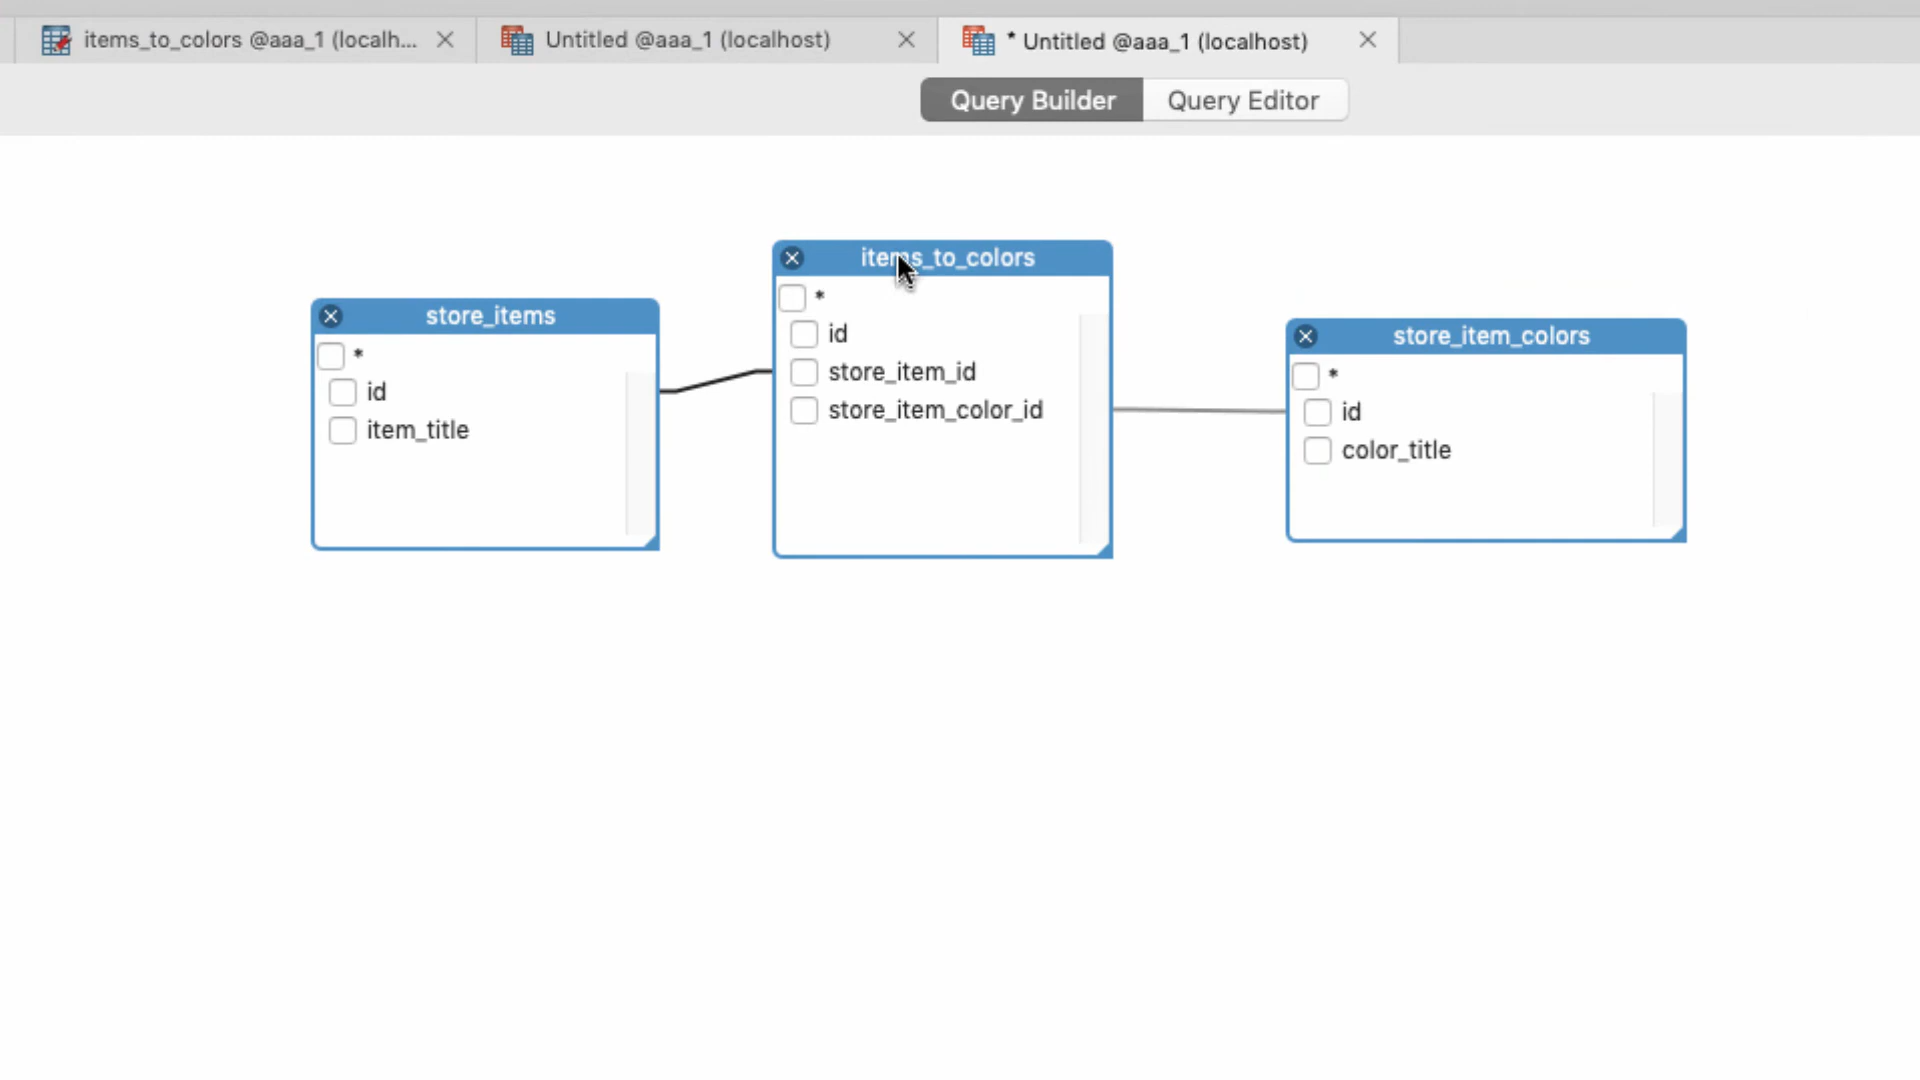 items_to_colors @aaa_1 (localh...
Untitled @aaa_1 (localhost)
* Untitled @aaa_1 (localhost)
Query Builder
Query Editor
store_items
*
id
item_title
items_to_colors
*
id
store_item_id
store_item_color_id
store_item_colors
*
id
color_title